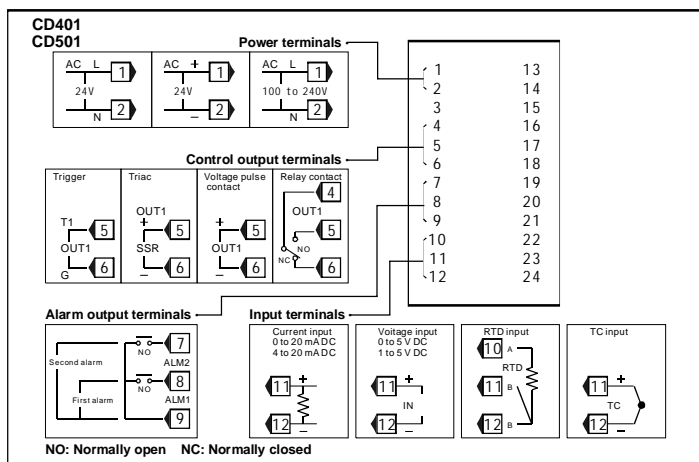 CD401
CD501
Power terminals
AC L 1
24V
N 2
AC + 1
24V
– 2
AC L 1
100 to 240V
N 2
Control output terminals
Trigger
T1 5
OUT1
G 6
Triac
OUT1
+ 5
SSR
– 6
Voltage pulse
contact
+ 5
OUT1
– 6
Relay contact
4
OUT1
5
NO
NC 6
Alarm output terminals
Second alarm
First alarm
NO 7
ALM2
NO 8
ALM1
9
Input terminals
Current input
0 to 20 mA DC
4 to 20mA DC
11 +
12 –
Voltage input
0 to 5 V DC
1 to 5V DC
11 +
IN
12 –
RTD input
10 A
RTD
11 B
12 B
TC input
11 +
TC
12 –
1 13
2 14
3 15
4 16
5 17
6 18
7 19
8 20
9 21
10 22
11 23
12 24
NO: Normally open NC: Normally closed